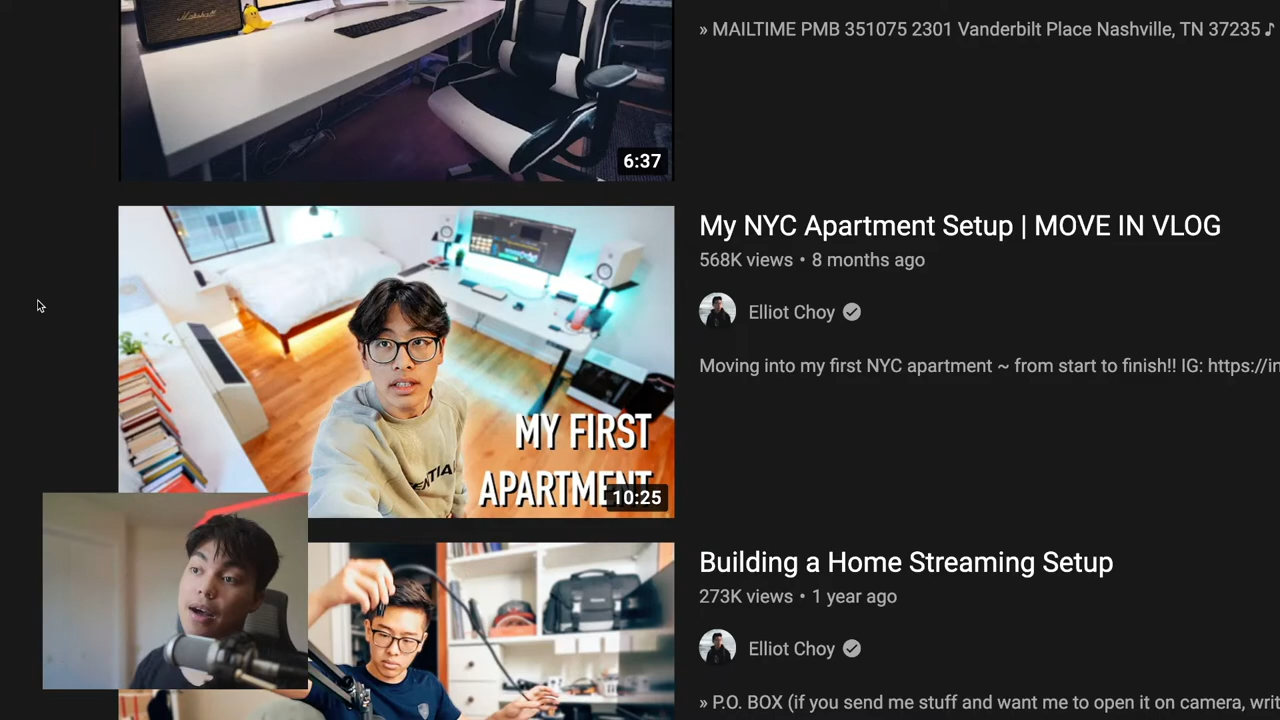 Marshall
» MAILTIME PMB 351075 2301 Vanderbilt Place Nashville, TN 37235 ♪
6:37
My NYC Apartment Setup | MOVE IN VLOG
568K views • 8 months ago
Elliot Choy
Moving into my first NYC apartment ~ from start to finish!! IG: https://in
MY FIRST
APARTMENT
10:25
Building a Home Streaming Setup
273K views • 1 year ago
Elliot Choy
» P.O. BOX (if you send me stuff and want me to open it on camera, writ